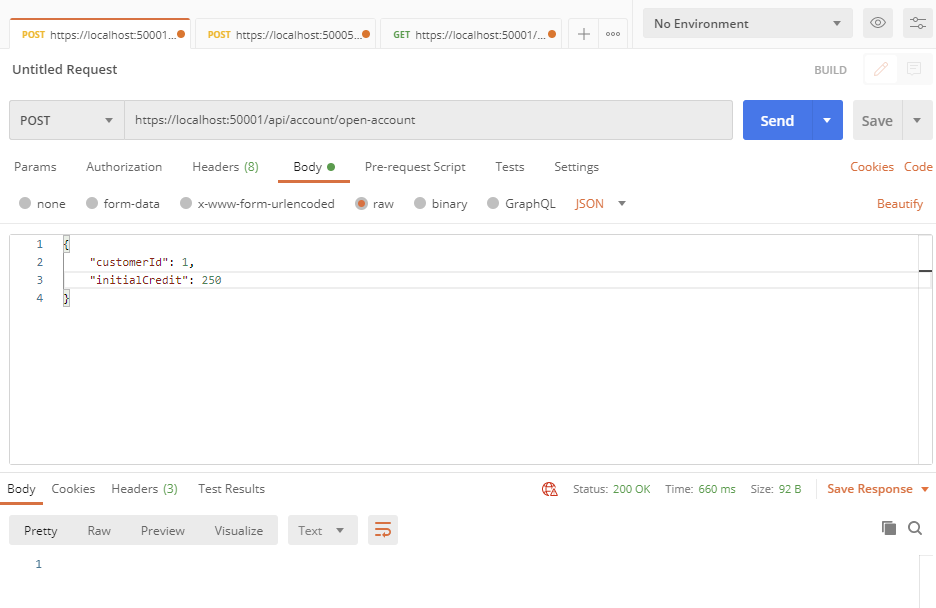 POST https://localhost:50001... POST https://localhost:50005... GET https://localhost:50001/... No Environment
Untitled Request BUILD
POST https://localhost:50001/api/account/open-account Send Save
Params Authorization Headers (8) Body Pre-request Script Tests Settings Cookies Code
none form-data x-www-form-urlencoded raw binary GraphQL JSON Beautify
1 {
2 "customerId": 1,
3 "initialCredit": 250
4 }
Body Cookies Headers (3) Test Results Status: 200 OK Time: 660 ms Size: 92 B Save Response
Pretty Raw Preview Visualize Text
1